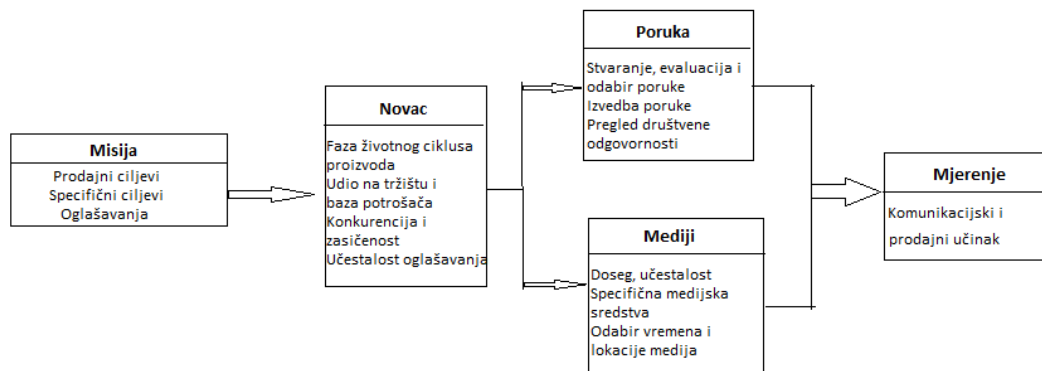 Misija
Prodajni ciljevi
Specifični ciljevi
Oglašavanja
Novac
Faza životnog ciklusa
proizvoda
Udio na tržištu i
baza potrošača
Konkurencija i
zasičenost
Učestalost oglašavanja
Poruka
Stvaranje, evaluacija i
odabir poruke
Izvedba poruke
Pregled društvene
odgovornosti
Mediji
Doseg, učestalost
Specifična medijska
sredstva
Odabir vremena i
lokacije medija
Mjerenje
Komunikacijski i
prodajni učinak